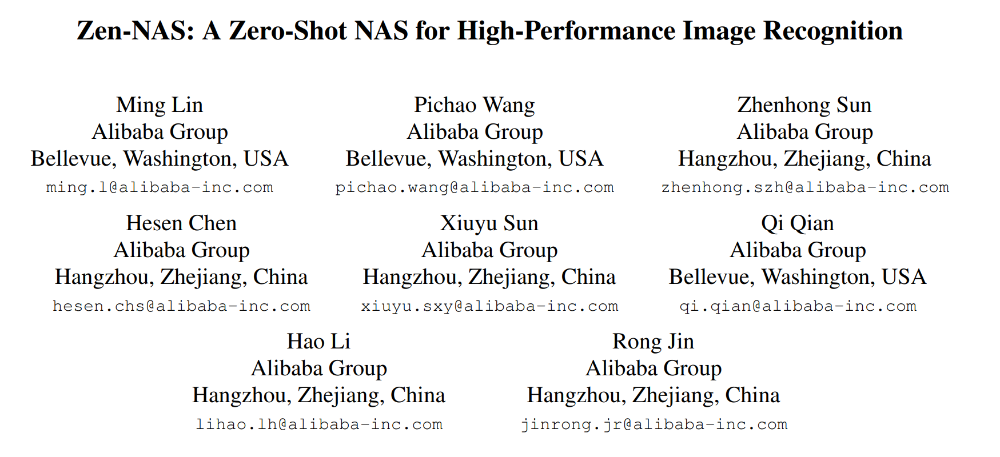 Zen-NAS: A Zero-Shot NAS for High-Performance Image Recognition
Ming Lin
Alibaba Group
Bellevue, Washington, USA
ming.l@alibaba-inc.com
Pichao Wang
Alibaba Group
Bellevue, Washington, USA
pichao.wang@alibaba-inc.com
Zhenhong Sun
Alibaba Group
Hangzhou, Zhejiang, China
zhenhong.szh@alibaba-inc.com
Hesen Chen
Alibaba Group
Hangzhou, Zhejiang, China
hesen.chs@alibaba-inc.com
Xiuyu Sun
Alibaba Group
Hangzhou, Zhejiang, China
xiuyu.sxy@alibaba-inc.com
Qi Qian
Alibaba Group
Bellevue, Washington, USA
qi.qian@alibaba-inc.com
Hao Li
Alibaba Group
Hangzhou, Zhejiang, China
lihao.lh@alibaba-inc.com
Rong Jin
Alibaba Group
Hangzhou, Zhejiang, China
jinrong.jr@alibaba-inc.com